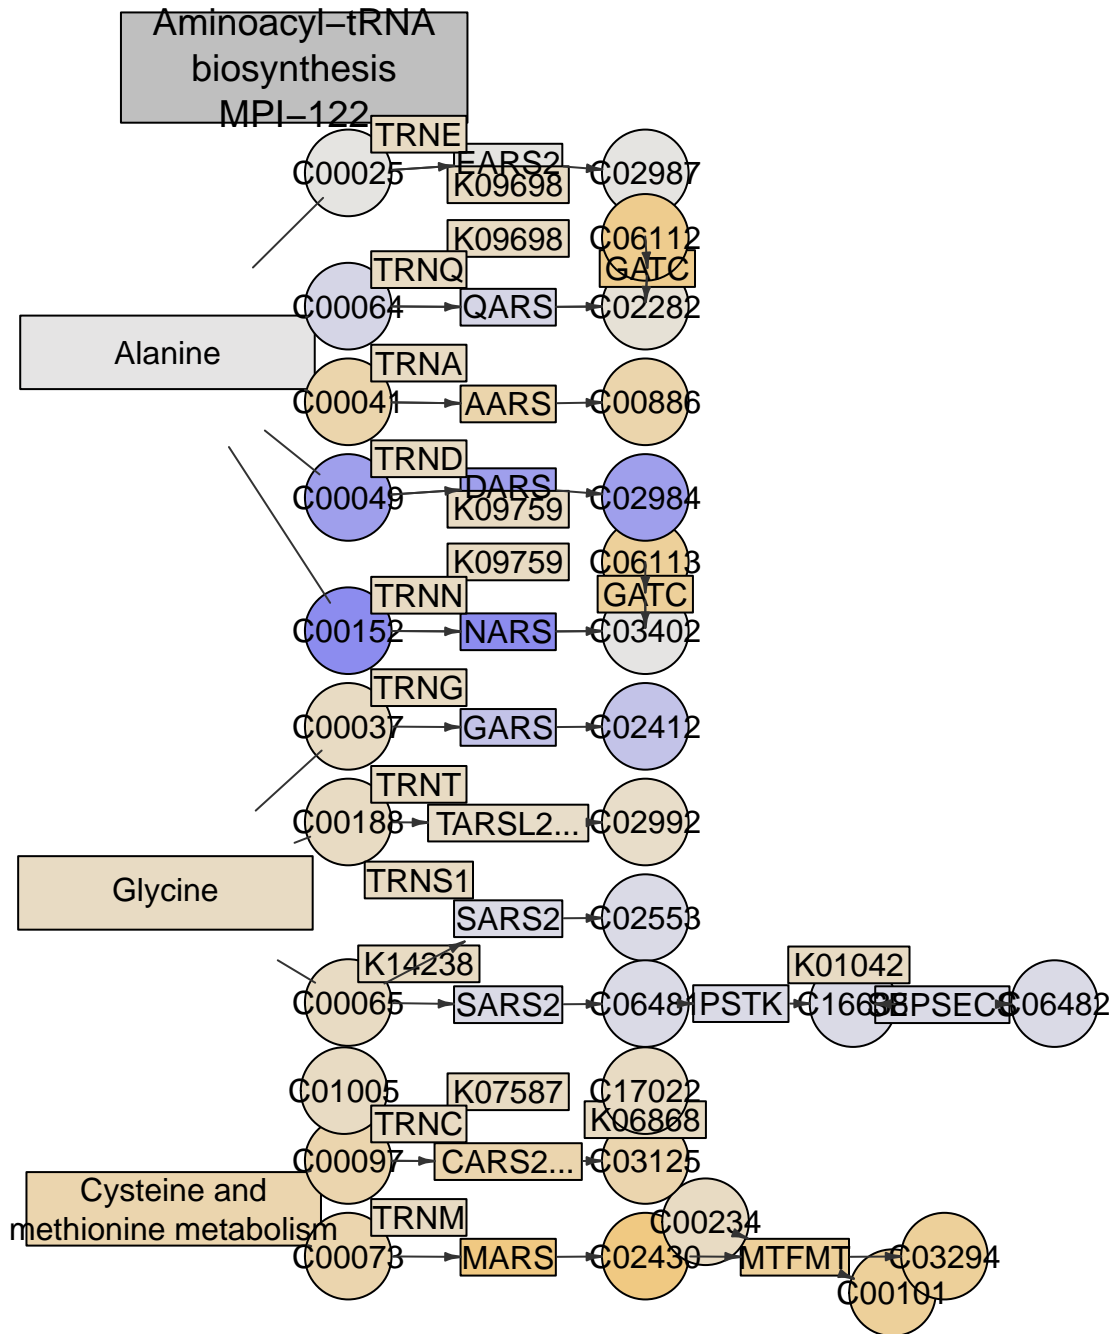 Aminoacyl–tRNA
biosynthesis
MPI–122
TRNE
C00025
EARS2
C02987
K09698
K09698
C06112
TRNQ
GATC
C00064
QARS
C02282
Alanine
TRNA
C00041
AARS
C00886
TRND
C00049
DARS
C02984
K09759
K09759
C06113
TRNN
GATC
C00152
NARS
C03402
TRNG
C00037
GARS
C02412
TRNT
C00188
TARSL2...
C02992
Glycine
TRNS1
SARS2
C02553
K14238
K01042
C00065
SARS2
C06481
PSTK
SEPSECS
C06482
C01005
K07587
C17022
TRNC
K06868
C00097
CARS2...
C03125
Cysteine and
methionine metabolism
TRNM
C00234
C00073
MARS
C02430
MTFMT
C03294
C00101